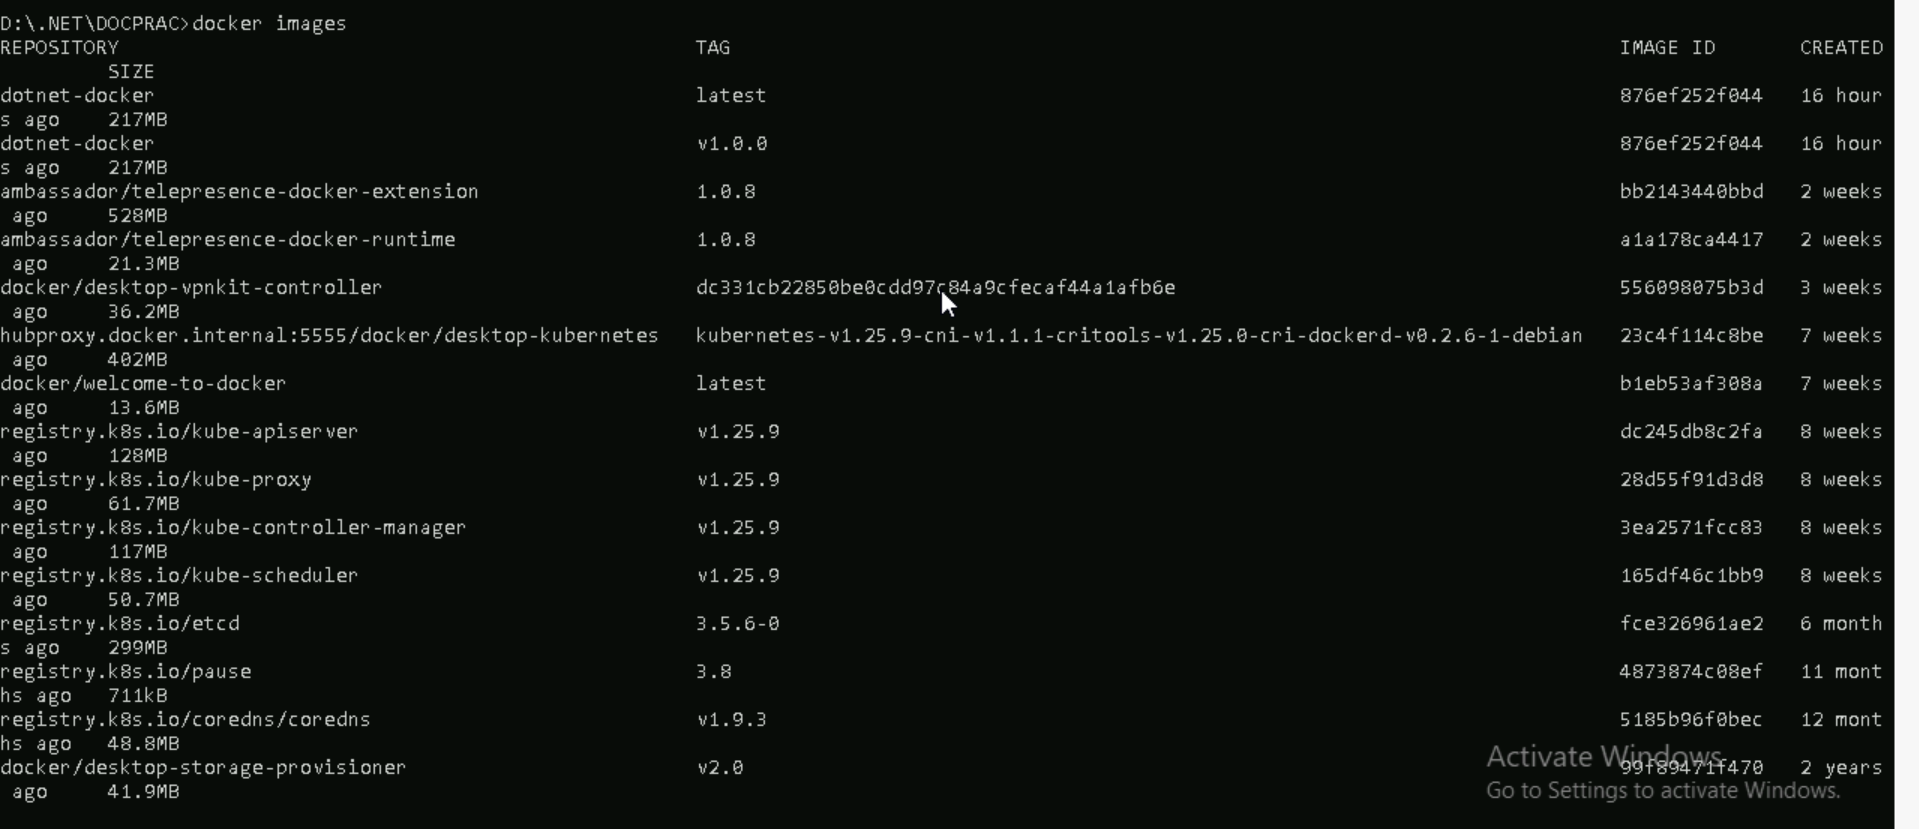 D:\.NET\DOCPRAC>docker images
REPOSITORY TAG IMAGE ID CREATED
SIZE
dotnet-docker latest 876ef252f044 16 hour
s ago 217MB
dotnet-docker v1.0.0 876ef252f044 16 hour
s ago 217MB
ambassador/telepresence-docker-extension 1.0.8 bb2143440bbd 2 weeks
ago 528MB
ambassador/telepresence-docker-runtime 1.0.8 a1a178ca4417 2 weeks
ago 21.3MB
docker/desktop-vpnkit-controller dc331cb22850be0cdd97c84a9cfecaf44a1afb6e 556098075b3d 3 weeks
ago 36.2MB
hubproxy.docker.internal:5555/docker/desktop-kubernetes kubernetes-v1.25.9-cni-v1.1.1-critools-v1.25.0-cri-dockerd-v0.2.6-1-debian 23c4f114c8be 7 weeks
ago 402MB
docker/welcome-to-docker latest b1eb53af308a 7 weeks
ago 13.6MB
registry.k8s.io/kube-apiserver v1.25.9 dc245db8c2fa 8 weeks
ago 128MB
registry.k8s.io/kube-proxy v1.25.9 28d55f91d3d8 8 weeks
ago 61.7MB
registry.k8s.io/kube-controller-manager v1.25.9 3ea2571fcc83 8 weeks
ago 117MB
registry.k8s.io/kube-scheduler v1.25.9 165df46c1bb9 8 weeks
ago 50.7MB
registry.k8s.io/etcd 3.5.6-0 fce326961ae2 6 month
s ago 299MB
registry.k8s.io/pause 3.8 4873874c08ef 11 mont
hs ago 711kB
registry.k8s.io/coredns/coredns v1.9.3 5185b96f0bec 12 mont
hs ago 48.8MB
docker/desktop-storage-provisioner v2.0 99f89471f470 2 years
ago 41.9MB
Activate Windows
Go to Settings to activate Windows.